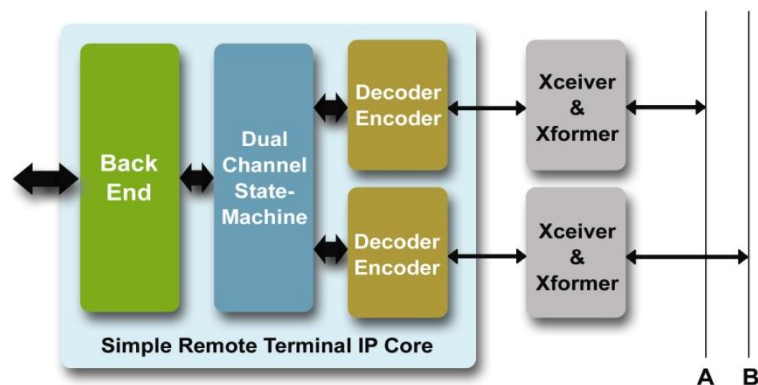 Back
End
Dual
Channel
State-
Machine
Decoder
Encoder
Decoder
Encoder
Xceiver
&
Xformer
Xceiver
&
Xformer
Simple Remote Terminal IP Core
A B